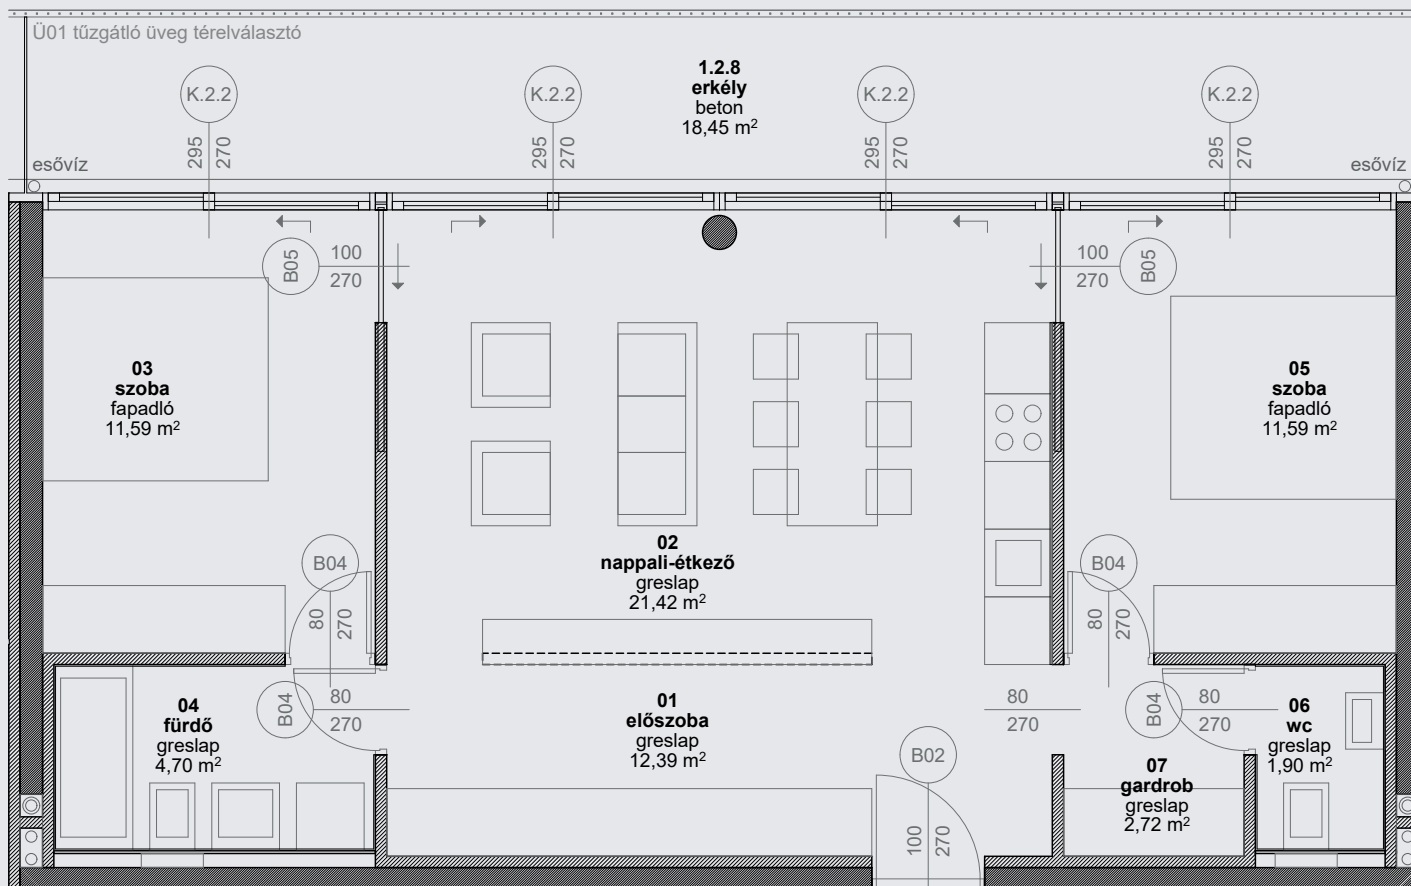 Ü01 tűzgátló üveg térelválasztó
1.2.8
erkély
beton
18,45 m²
K.2.2
K.2.2
K.2.2
K.2.2
295
270
295
270
295
270
295
270
esővíz
esővíz
B05
100
270
100
270
B05
03
szoba
fapadló
11,59 m²
05
szoba
fapadló
11,59 m²
02
nappali-étkező
greslap
21,42 m²
B04
80
270
B04
80
270
04
fürdő
greslap
4,70 m²
B04
80
270
01
előszoba
greslap
12,39 m²
80
270
B04
80
270
06
wc
greslap
1,90 m²
B02
100
270
07
gardrob
greslap
2,72 m²